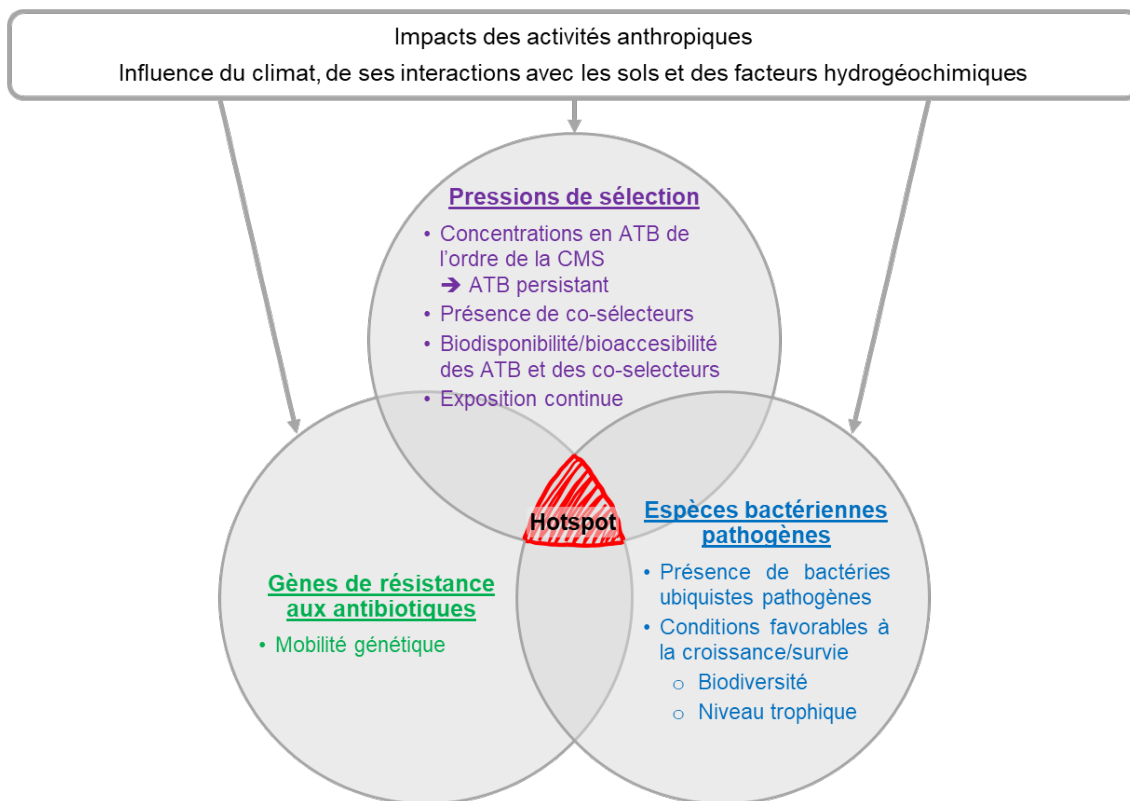 Impacts des activités anthropiques
Influence du climat, de ses interactions avec les sols et des facteurs hydrogéochimiques
Pressions de sélection
• Concentrations en ATB de
l'ordre de la CMS
➔ ATB persistant
• Présence de co-sélecteurs
• Biodisponibilité/bioaccesibilité
des ATB et des co-selecteurs
• Exposition continue
Hotspot
Gènes de résistance
aux antibiotiques
• Mobilité génétique
Espèces bactériennes
pathogènes
• Présence de bactéries
ubiquistes pathogènes
• Conditions favorables à
la croissance/survie
o Biodiversité
o Niveau trophique